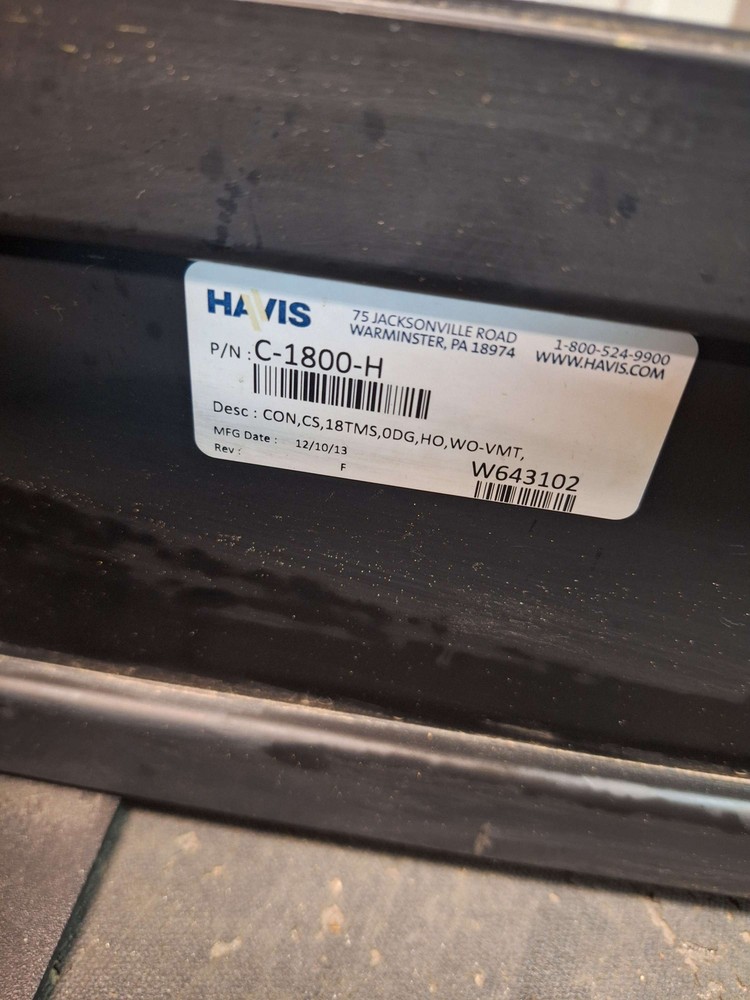 HAVIS
75 JACKSONVILLE ROAD
WARMINSTER, PA 18974
1-800-524-9900
WWW.HAVIS.COM
P/N : C-1800-H
Desc : CON,CS,18TMS,0DG,HO,WO-VMT,
MFG Date : 12/10/13
Rev : F
W643102